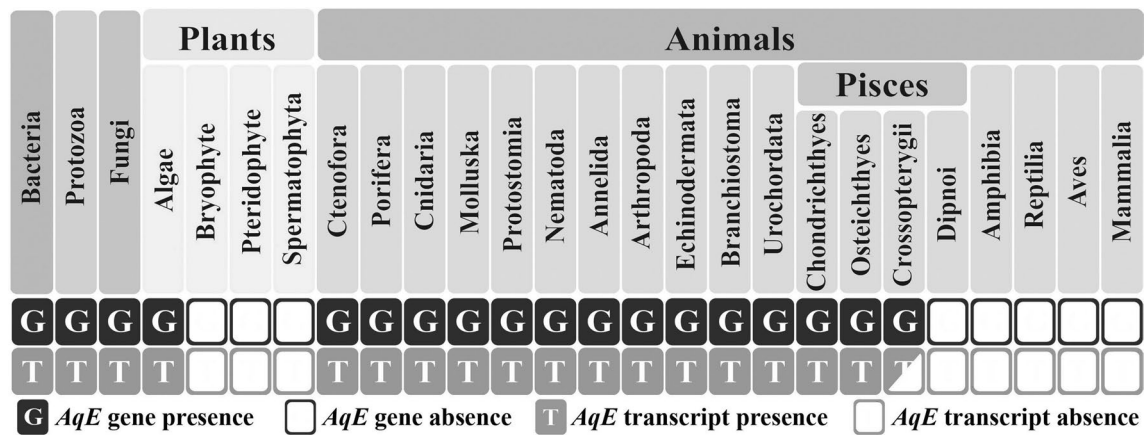 Plants
Animals
Pisces
Bacteria
Protozoa
Fungi
Algae
Bryophyte
Pteridophyte
Spermatophyta
Ctenofora
Porifera
Cnidaria
Molluska
Protostomia
Nematoda
Annelida
Arthropoda
Echinodermata
Branchiostoma
Urochordata
Chondrichthyes
Osteichthyes
Crossopterygii
Dipnoi
Amphibia
Reptilia
Aves
Mammalia
G G G G G G G G G G G G G G G G G G
T T T T T T T T T T T T T T T T T T
G AqE gene presence AqE gene absence T AqE transcript presence AqE transcript absence